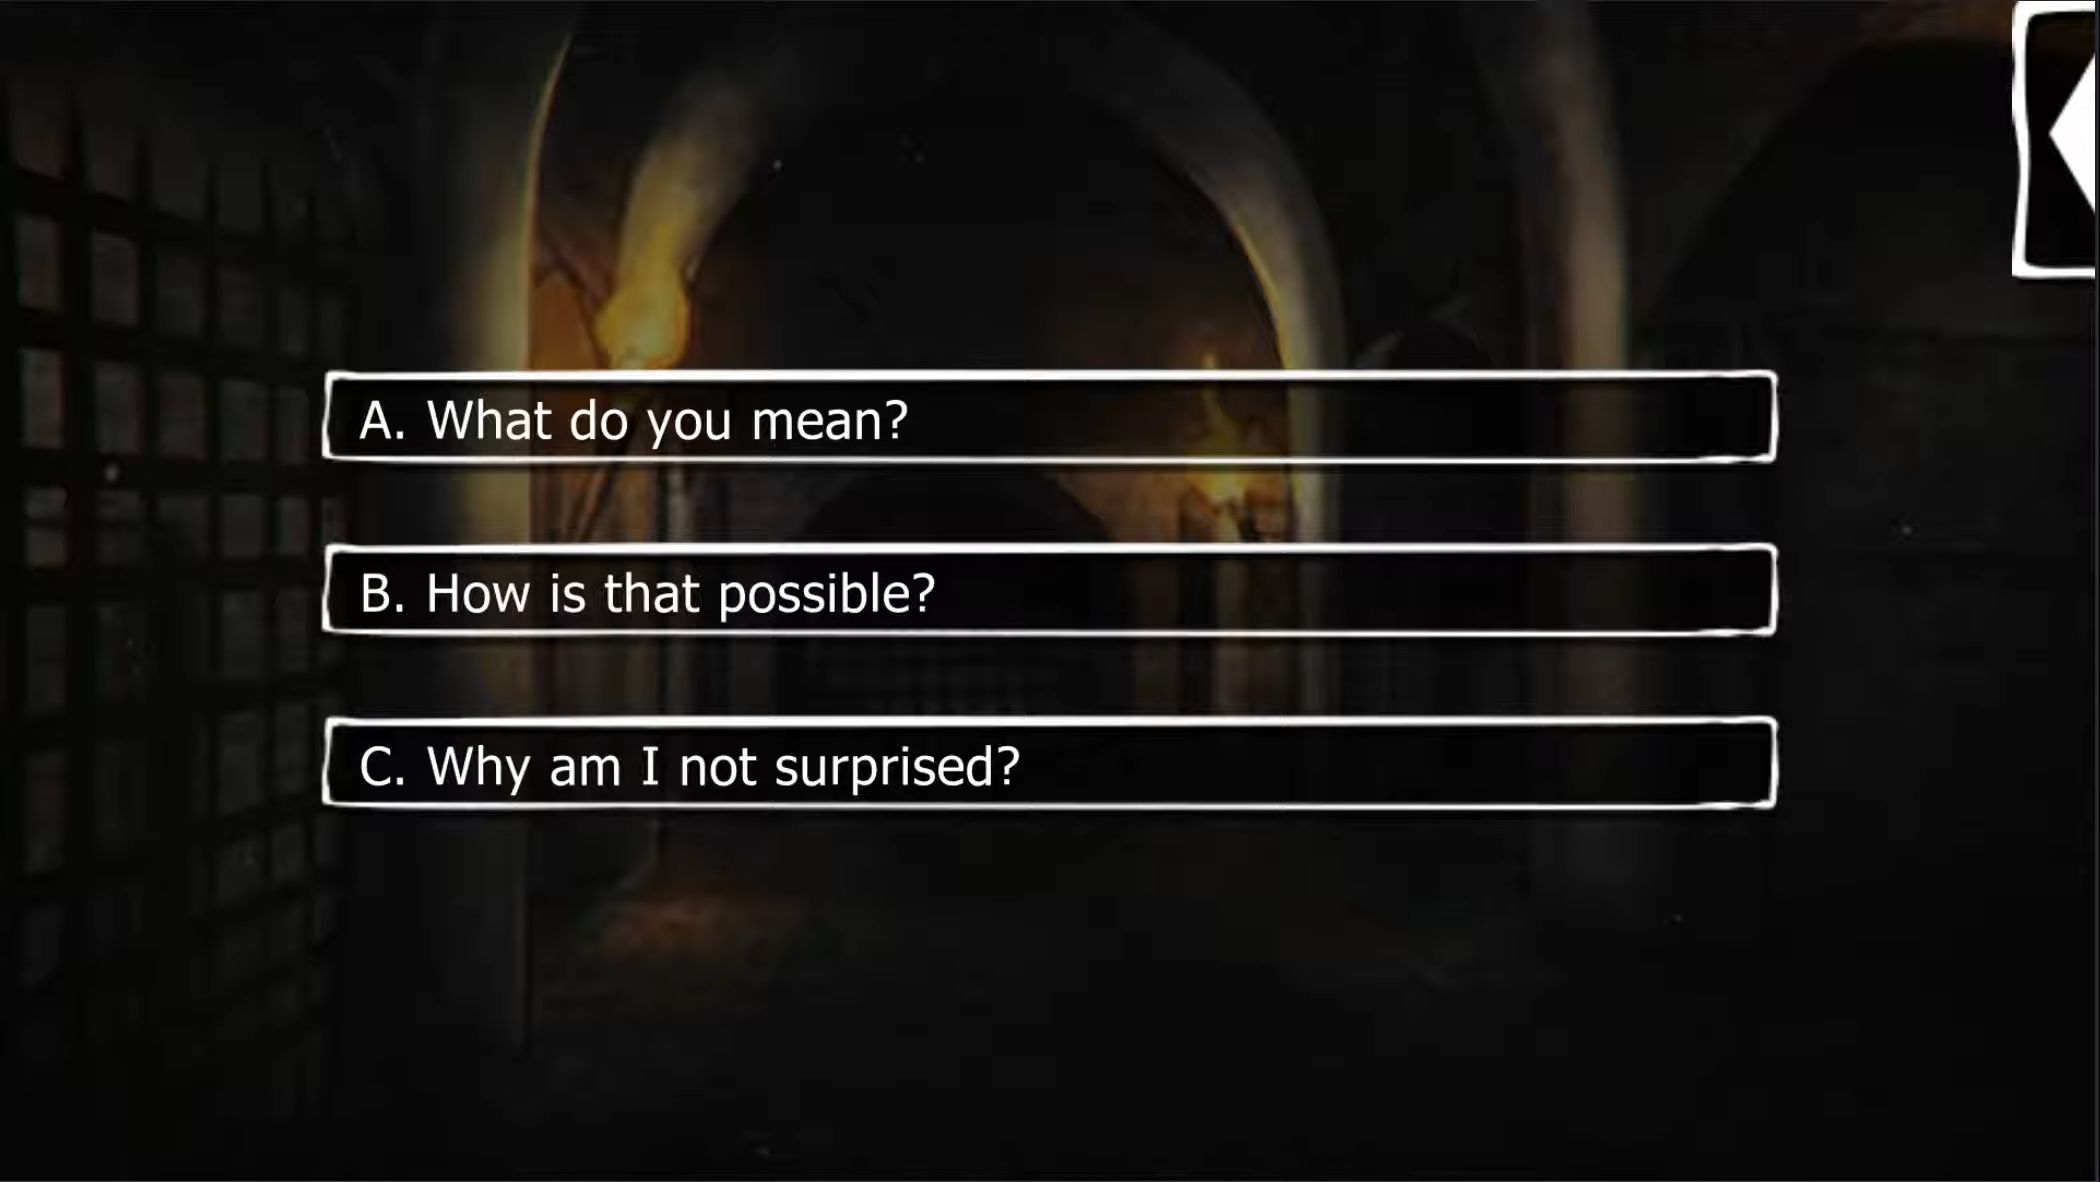 A. What do you mean?
B. How is that possible?
C. Why am I not surprised?